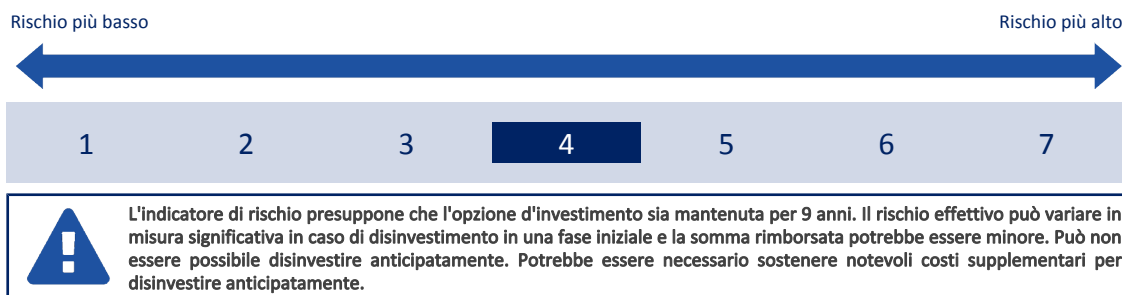 Rischio più basso Rischio più alto
1 2 3 4 5 6 7
L'indicatore di rischio presuppone che l'opzione d'investimento sia mantenuta per 9 anni. Il rischio effettivo può variare in
misura significativa in caso di disinvestimento in una fase iniziale e la somma rimborsata potrebbe essere minore. Può non
essere possibile disinvestire anticipatamente. Potrebbe essere necessario sostenere notevoli costi supplementari per
disinvestire anticipatamente.